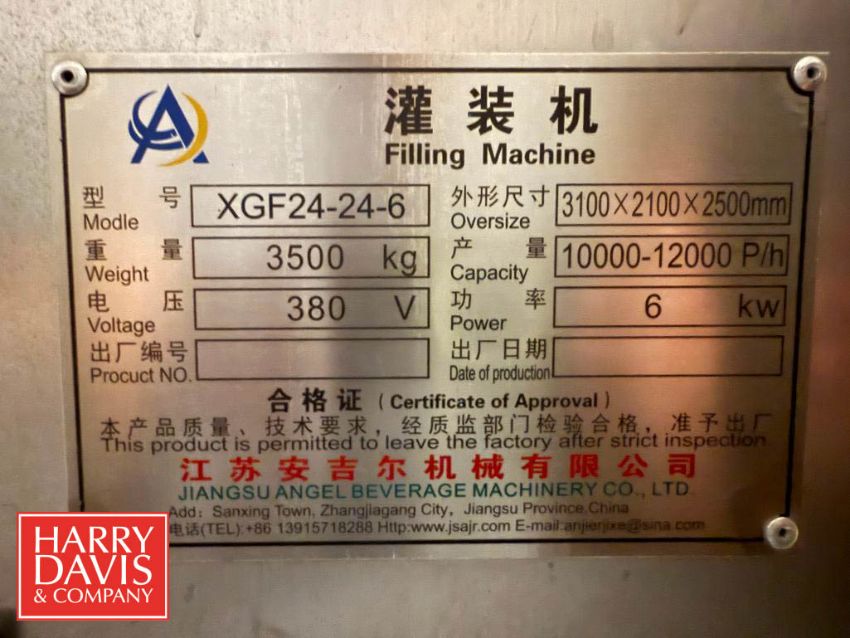 灌装机
Filling Machine
型号 XGF24-24-6 外形尺寸 3100×2100×2500mm
Modle Oversize
重量 3500 kg 产量 10000-12000 P/h
Weight Capacity
电压 380 V 功率 6 kw
Voltage Power
出厂编号 出厂日期
Procuct NO. Date of production
合格证 (Certificate of Approval)
本产品质量、技术要求，经质监部门检验合格，准予出厂
This product is permitted to leave the factory after strict inspection.
江苏安吉尔机械有限公司
JIANGSU ANGEL BEVERAGE MACHINERY CO., LTD.
Add: Sanxing Town, Zhangjiagang City, Jiangsu Province,China
电话(TEL):+86 13915718288 Http:www.jsajr.com E-mail:anjierjixe@sina.com
HARRY
DAVIS
& COMPANY